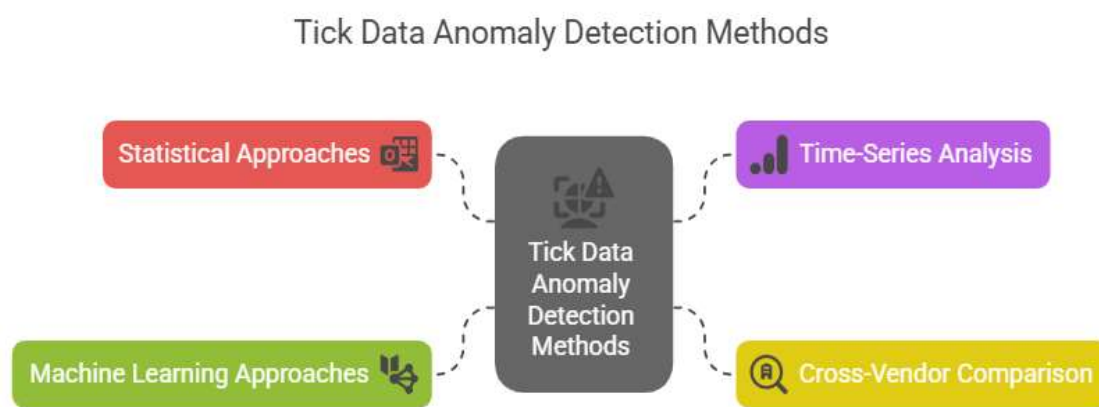 Tick Data Anomaly Detection Methods
Statistical Approaches
Time-Series Analysis
Tick Data
Anomaly
Detection
Methods
Machine Learning Approaches
Cross-Vendor Comparison